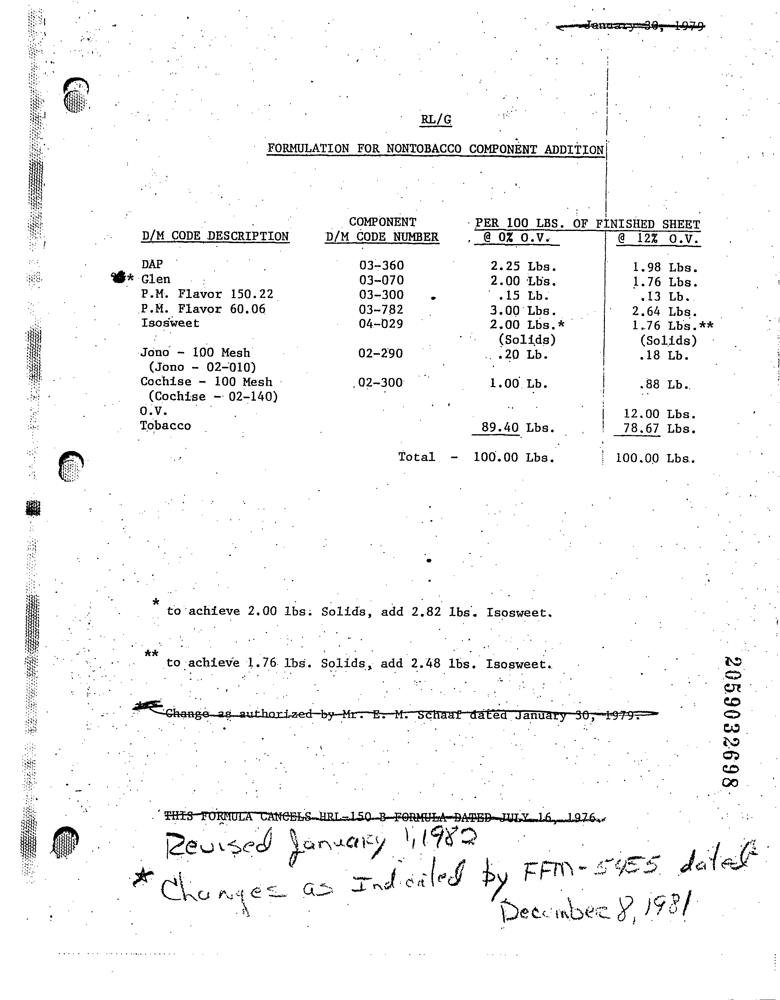 January 30, 1979
RL/G
FORMULATION FOR NONTOBACCO COMPONENT ADDITION
COMPONENT PER 100 LBS. OF FINISHED SHEET
D/M CODE DESCRIPTION D/M CODE NUMBER @ 0% O.V. @ 12% O.V.
DAP 03-360 2.25 Lbs. 1.98 Lbs.
* Glen 03-070 2.00 Lbs. 1.76 Lbs.
P.M. Flavor 150.22 03-300 .15 Lb. .13 Lb.
P.M. Flavor 60.06 03-782 3.00 Lbs. 2.64 Lbs.
Isosweet 04-029 2.00 Lbs.* 1.76 Lbs.**
(Solids) (Solids)
Jono - 100 Mesh 02-290 .20 Lb. .18 Lb.
(Jono - 02-010)
Cochise - 100 Mesh 02-300 1.00 Lb. .88 Lb.
(Cochise - 02-140)
O.V. 12.00 Lbs.
Tobacco 89.40 Lbs. 78.67 Lbs.
Total - 100.00 Lbs. 100.00 Lbs.
* to achieve 2.00 lbs. Solids, add 2.82 lbs. Isosweet.
** to achieve 1.76 lbs. Solids, add 2.48 lbs. Isosweet.
Change as authorized by Mr. E. M. Schaaf dated January 30, 1979.
THIS FORMULA CANCELS HRL-150 B FORMULA DATED JULY 16, 1976.
Revised January 1, 1982
* Changes as Indicated by FFM-5455 dated
December 8, 1981
2059032698